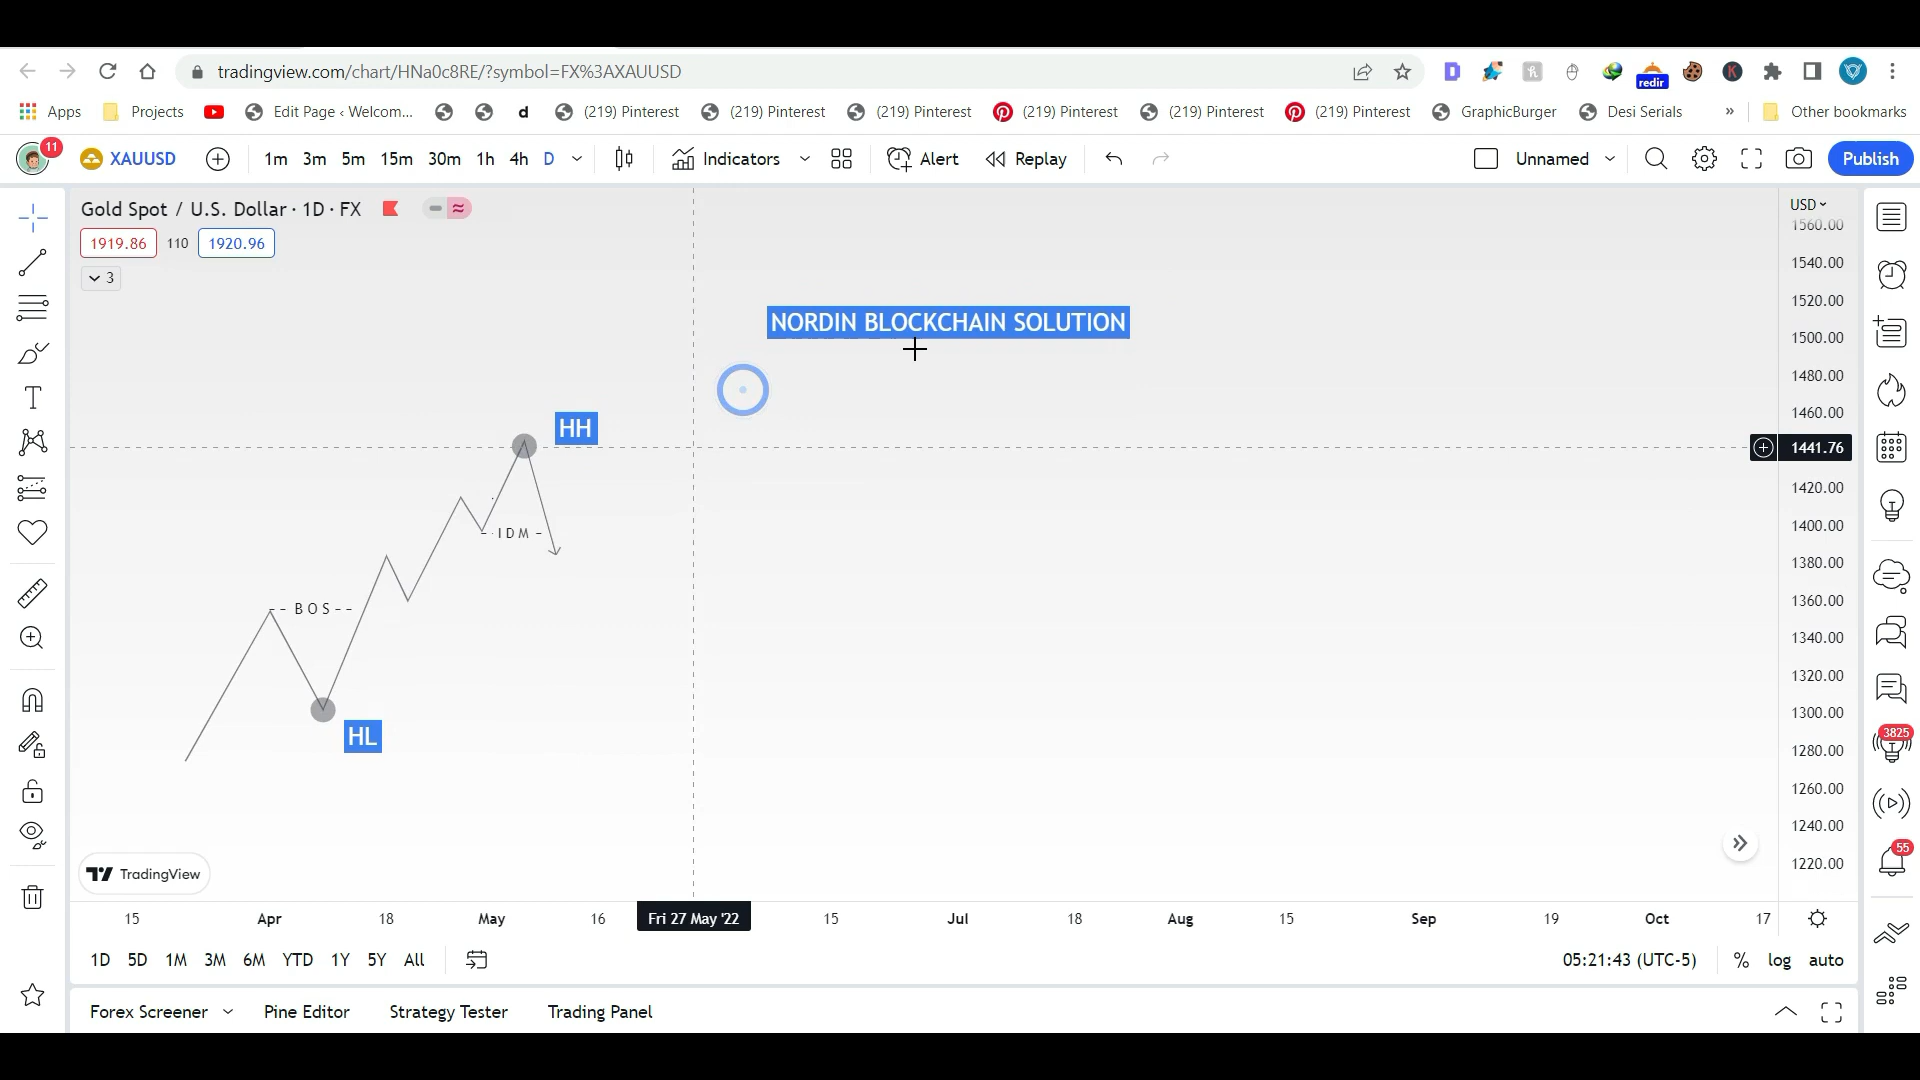 tradingview.com/chart/HNa0c8RE/?symbol=FX%3AXAUUSD
redir
Apps Projects Edit Page ‹ Welcom... d (219) Pinterest (219) Pinterest (219) Pinterest (219) Pinterest (219) Pinterest (219) Pinterest GraphicBurger Desi Serials » Other bookmarks
11 XAUUSD 1m 3m 5m 15m 30m 1h 4h D Indicators Alert Replay Unnamed Publish
Gold Spot / U.S. Dollar · 1D · FX
USD
1919.86 110 1920.96
3
1560.00
1540.00
1520.00
1500.00
1480.00
1460.00
1441.76
1420.00
1400.00
1380.00
1360.00
1340.00
1320.00
1300.00
1280.00
1260.00
1240.00
1220.00
NORDIN BLOCKCHAIN SOLUTION
HH
-·IDM-
-- BOS--
HL
3825
55
TradingView
15 Apr 18 May 16 Fri 27 May '22 15 Jul 18 Aug 15 Sep 19 Oct 17
1D 5D 1M 3M 6M YTD 1Y 5Y All 05:21:43 (UTC-5) % log auto
Forex Screener Pine Editor Strategy Tester Trading Panel